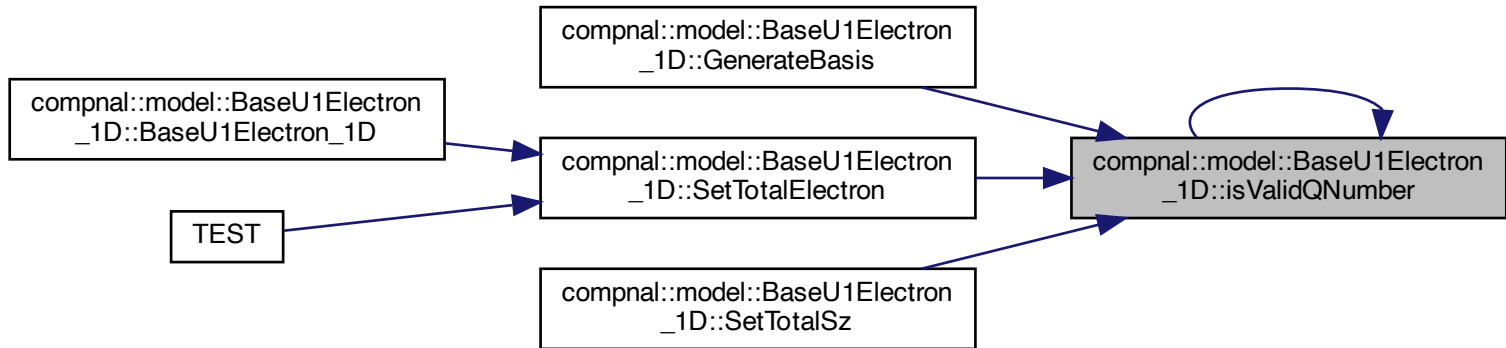 compnal::model::BaseU1Electron
_1D::GenerateBasis
compnal::model::BaseU1Electron
_1D::BaseU1Electron_1D
compnal::model::BaseU1Electron
_1D::SetTotalElectron
compnal::model::BaseU1Electron
_1D::isValidQNumber
TEST
compnal::model::BaseU1Electron
_1D::SetTotalSz